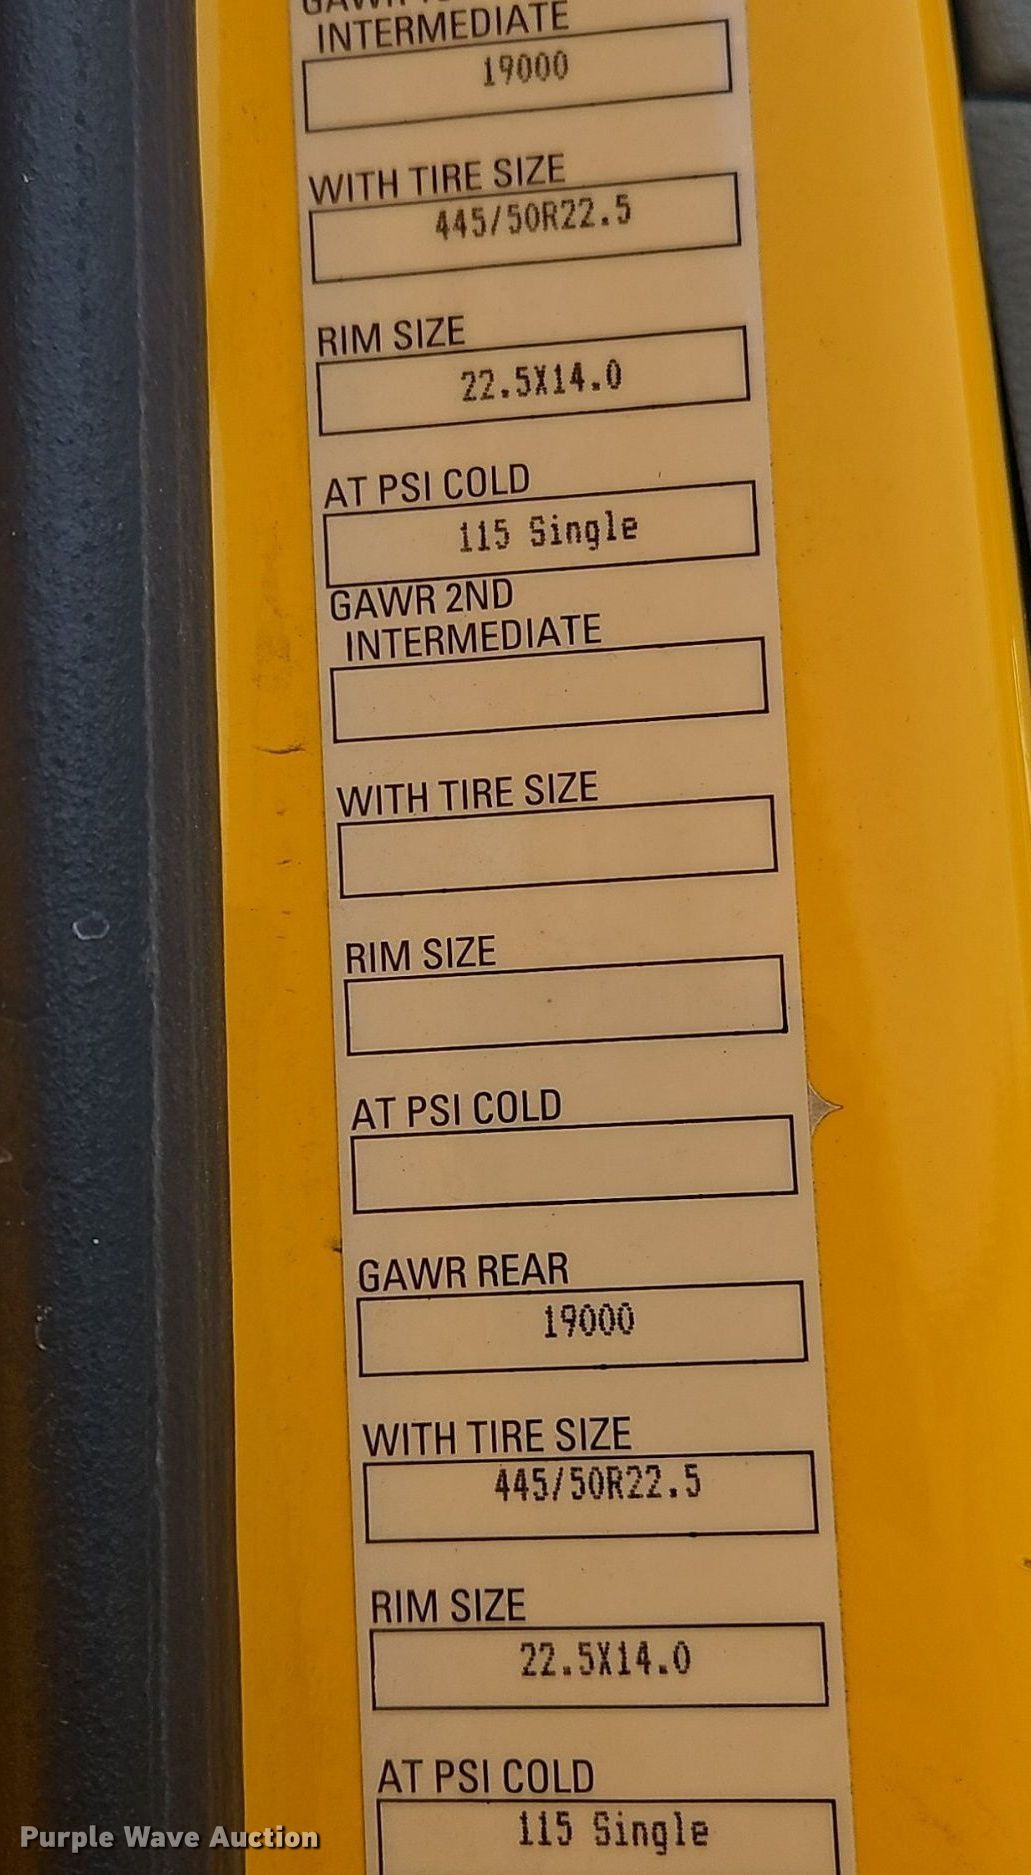 INTERMEDIATE
19000
WITH TIRE SIZE
445/50R22.5
RIM SIZE
22.5X14.0
AT PSI COLD
115 Single
GAWR 2ND
INTERMEDIATE
WITH TIRE SIZE
RIM SIZE
AT PSI COLD
GAWR REAR
19000
WITH TIRE SIZE
445/50R22.5
RIM SIZE
22.5X14.0
AT PSI COLD
115 Single
Purple Wave Auction